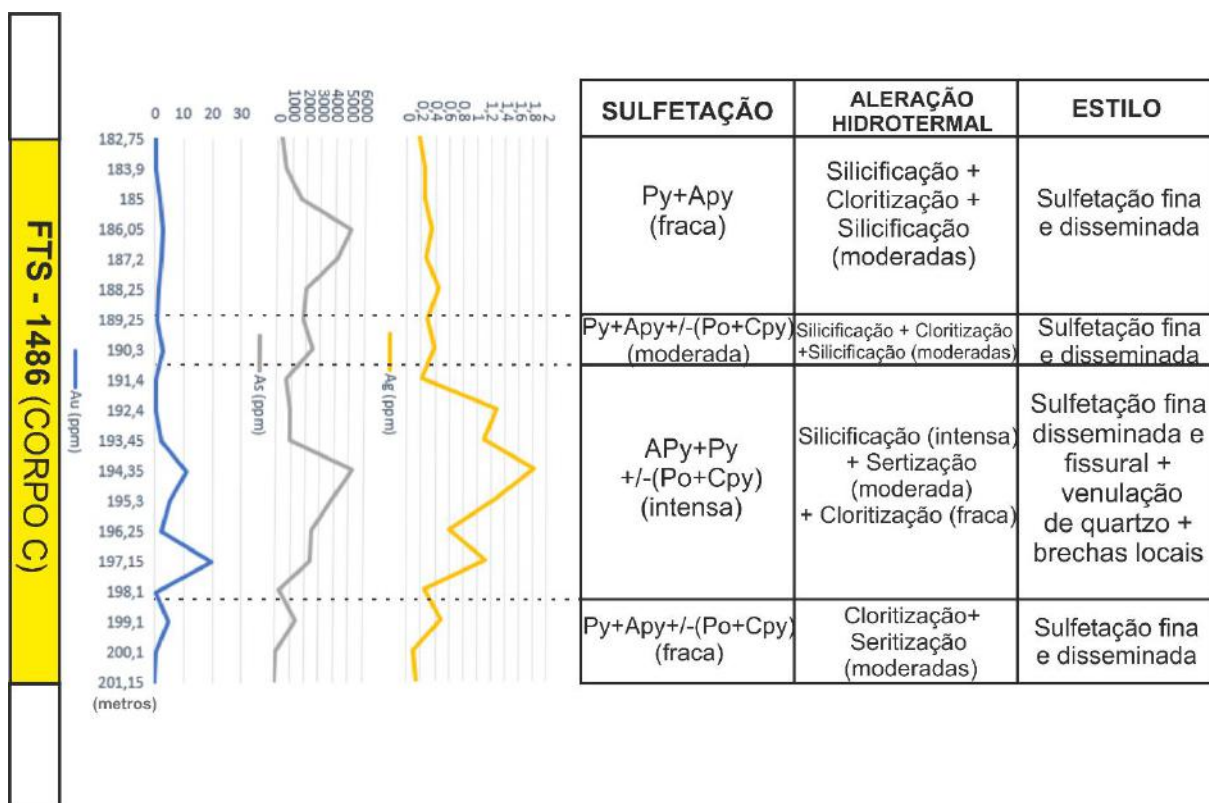 FTS - 1486 (CORPO C)
0 10 20 30
0 1000 2000 3000 4000 5000 6000
0 0,2 0,4 0,6 0,8 1 1,2 1,4 1,6 1,8 2
182,75
183,9
185
186,05
187,2
188,25
189,25
190,3
191,4
192,4
193,45
194,35
195,3
196,25
197,15
198,1
199,1
200,1
201,15
(metros)
Au (ppm)
As (ppm)
Ag (ppm)
SULFETAÇÃO
ALERAÇÃO
HIDROTERMAL
ESTILO
Py+Apy
(fraca)
Silicificação +
Cloritização +
Silicificação
(moderadas)
Sulfetação fina
e disseminada
Py+Apy+/-(Po+Cpy)
(moderada)
Silicificação + Cloritização
+Silicificação (moderadas)
Sulfetação fina
e disseminada
APy+Py
+/-(Po+Cpy)
(intensa)
Silicificação (intensa)
+ Sertização
(moderada)
+ Cloritização (fraca)
Sulfetação fina
disseminada e
fissural +
venulação
de quartzo +
brechas locais
Py+Apy+/-(Po+Cpy)
(fraca)
Cloritização+
Seritização
(moderadas)
Sulfetação fina
e disseminada